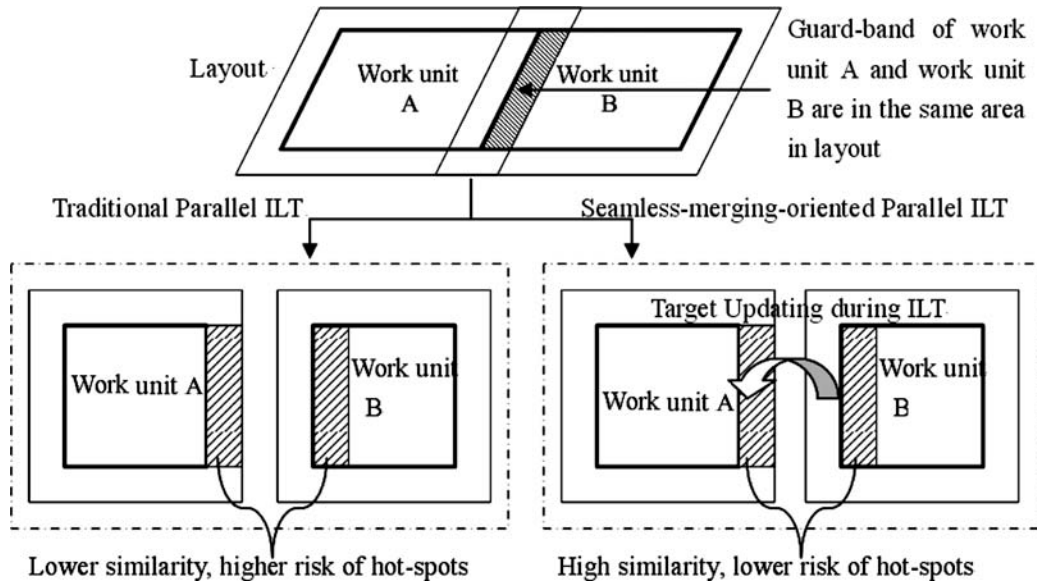 Layout
Work unit
A
Work unit
B
Guard-band of work
unit A and work unit
B are in the same area
in layout
Traditional Parallel ILT
Seamless-merging-oriented Parallel ILT
Work unit A
Work unit
B
Target Updating during ILT
Work unit A
Work unit
B
Lower similarity, higher risk of hot-spots
High similarity, lower risk of hot-spots